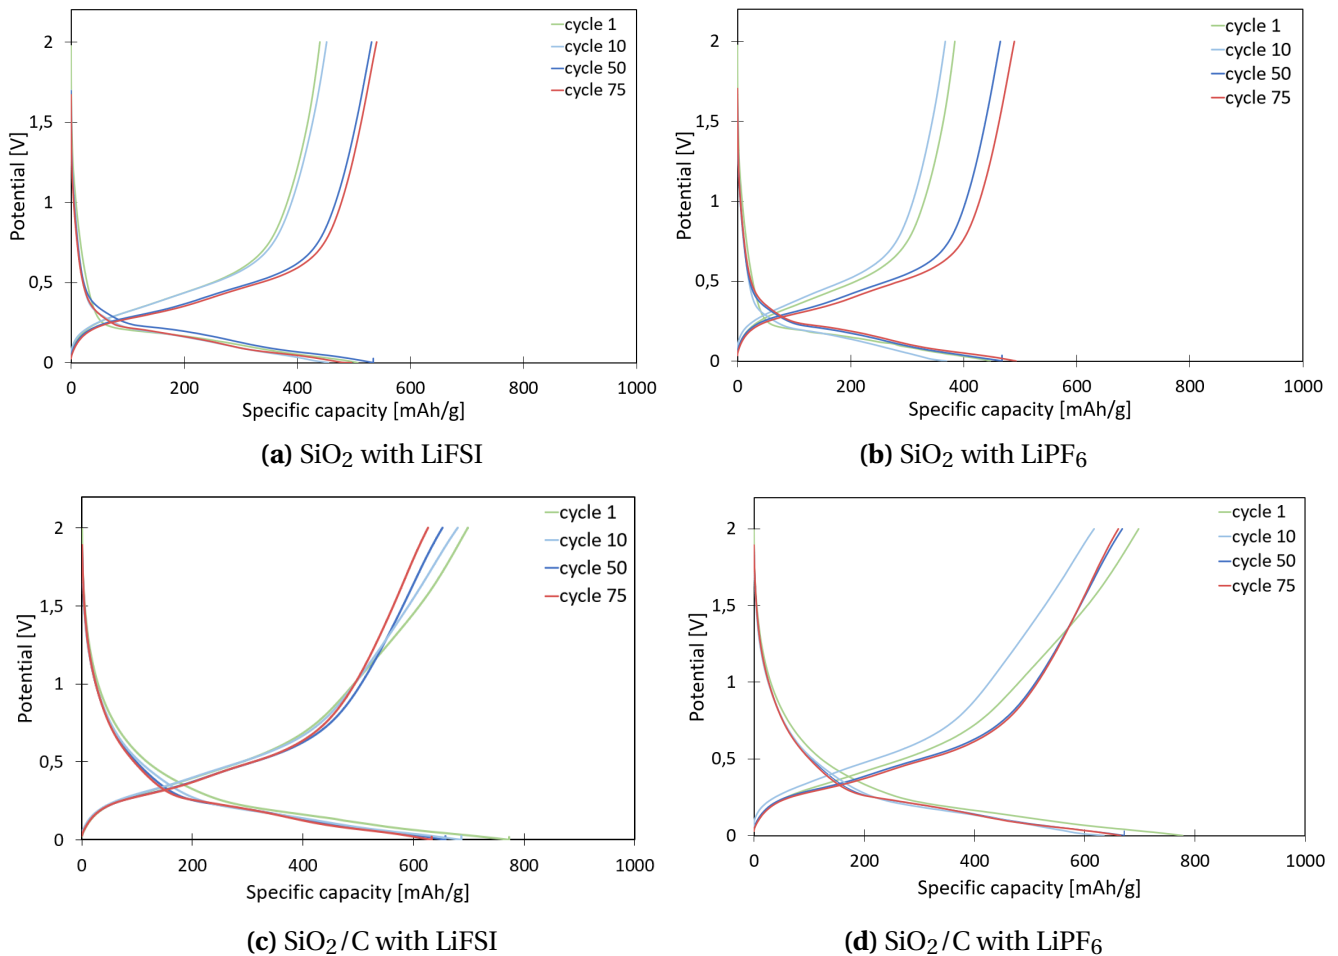 cycle 1
cycle 10
cycle 50
cycle 75
2
1,5
1
0,5
0
Potential [V]
0 200 400 600 800 1000
Specific capacity [mAh/g]
(a) SiO2 with LiFSI
cycle 1
cycle 10
cycle 50
cycle 75
2
1,5
1
0,5
0
Potential [V]
0 200 400 600 800 1000
Specific capacity [mAh/g]
(b) SiO2 with LiPF6
cycle 1
cycle 10
cycle 50
cycle 75
2
1,5
1
0,5
0
Potential [V]
0 200 400 600 800 1000
Specific capacity [mAh/g]
(c) SiO2/C with LiFSI
cycle 1
cycle 10
cycle 50
cycle 75
2
1,5
1
0,5
0
Potential [V]
0 200 400 600 800 1000
Specific capacity [mAh/g]
(d) SiO2/C with LiPF6